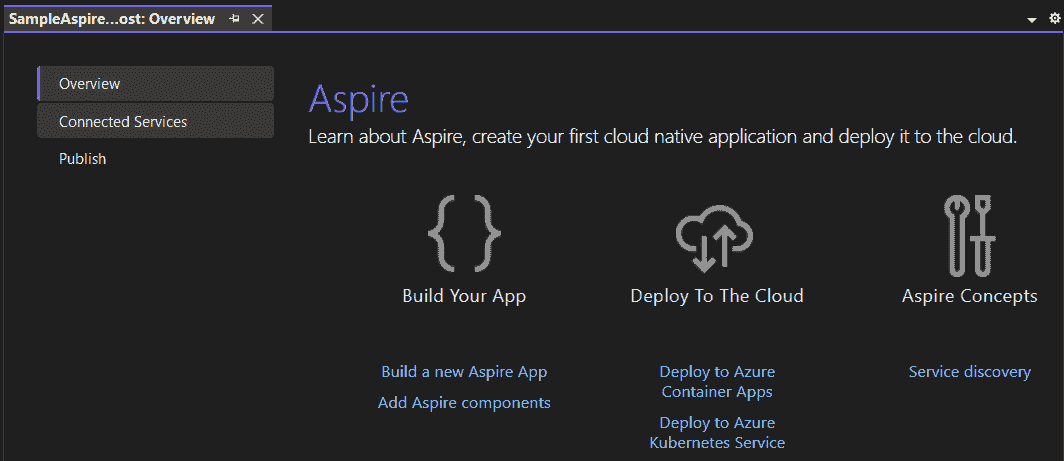 SampleAspire...ost: Overview
Overview
Connected Services
Publish
Aspire
Learn about Aspire, create your first cloud native application and deploy it to the cloud.
Build Your App
Deploy To The Cloud
Aspire Concepts
Build a new Aspire App
Add Aspire components
Deploy to Azure
Container Apps
Deploy to Azure
Kubernetes Service
Service discovery